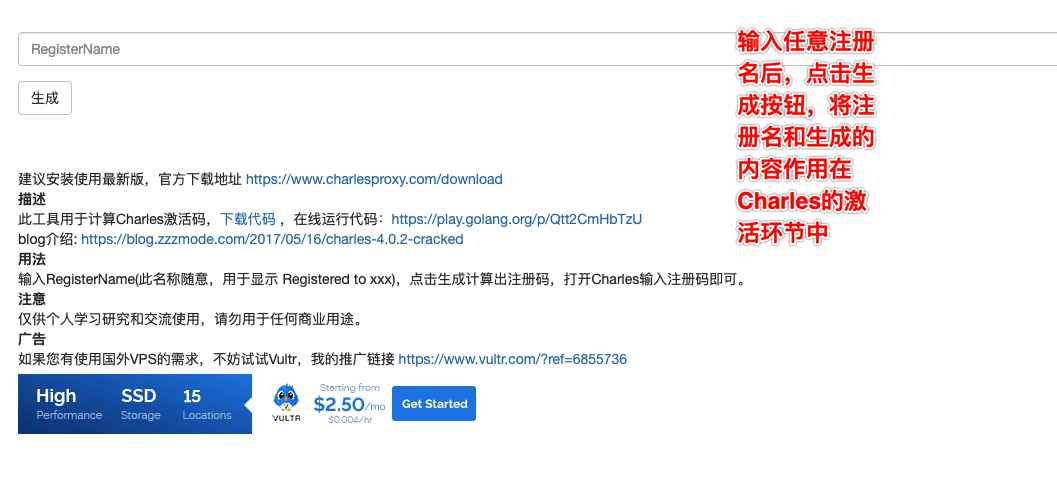 RegisterName
生成
输入任意注册
名后，点击生
成按钮，将注
册名和生成的
内容作用在
Charles的激
活环节中
建议安装使用最新版，官方下载地址 https://www.charlesproxy.com/download
描述
此工具用于计算Charles激活码，下载代码 ，在线运行代码：https://play.golang.org/p/Qtt2CmHbTzU
blog介绍: https://blog.zzzmode.com/2017/05/16/charles-4.0.2-cracked
用法
输入RegisterName(此名称随意，用于显示 Registered to xxx)，点击生成计算出注册码，打开Charles输入注册码即可。
注意
仅供个人学习研究和交流使用，请勿用于任何商业用途。
广告
如果您有使用国外VPS的需求，不妨试试Vultr，我的推广链接 https://www.vultr.com/?ref=6855736
High SSD 15
Performance Storage Locations
VULTR
Starting from
$2.50/mo
$0.004/hr
Get Started